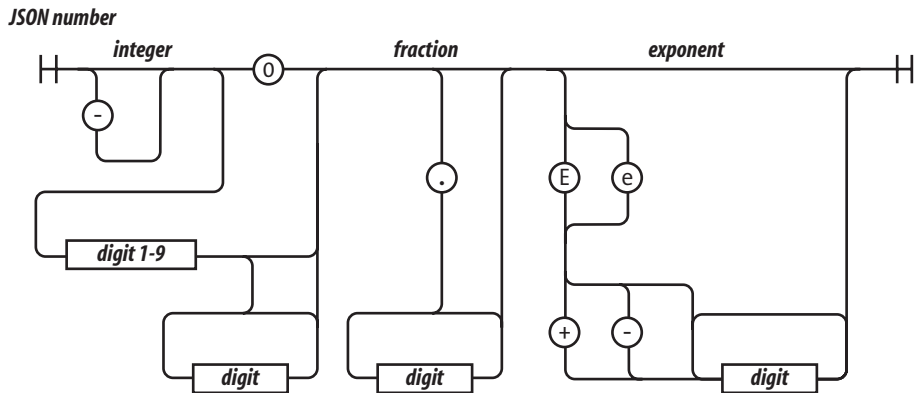 JSON number
integer 0 fraction exponent
-
. E e
digit 1-9
+ -
digit digit digit